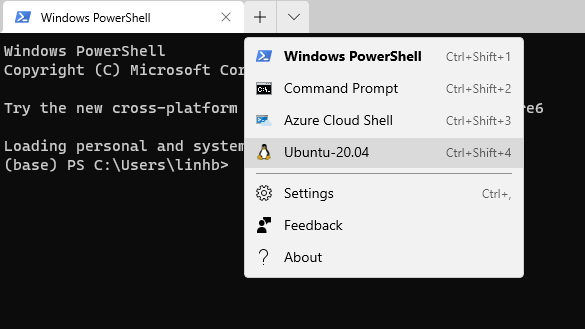 Windows PowerShell
Windows PowerShell
Copyright (C) Microsoft Cor
Try the new cross-platform re6
Loading personal and system
(base) PS C:\Users\linhb>
Windows PowerShell Ctrl+Shift+1
Command Prompt Ctrl+Shift+2
Azure Cloud Shell Ctrl+Shift+3
Ubuntu-20.04 Ctrl+Shift+4
Settings Ctrl+,
Feedback
About